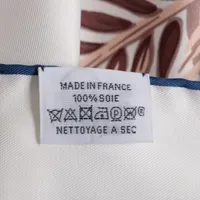 MADE IN FRANCE
100% SOIE
NETTOYAGE A SEC